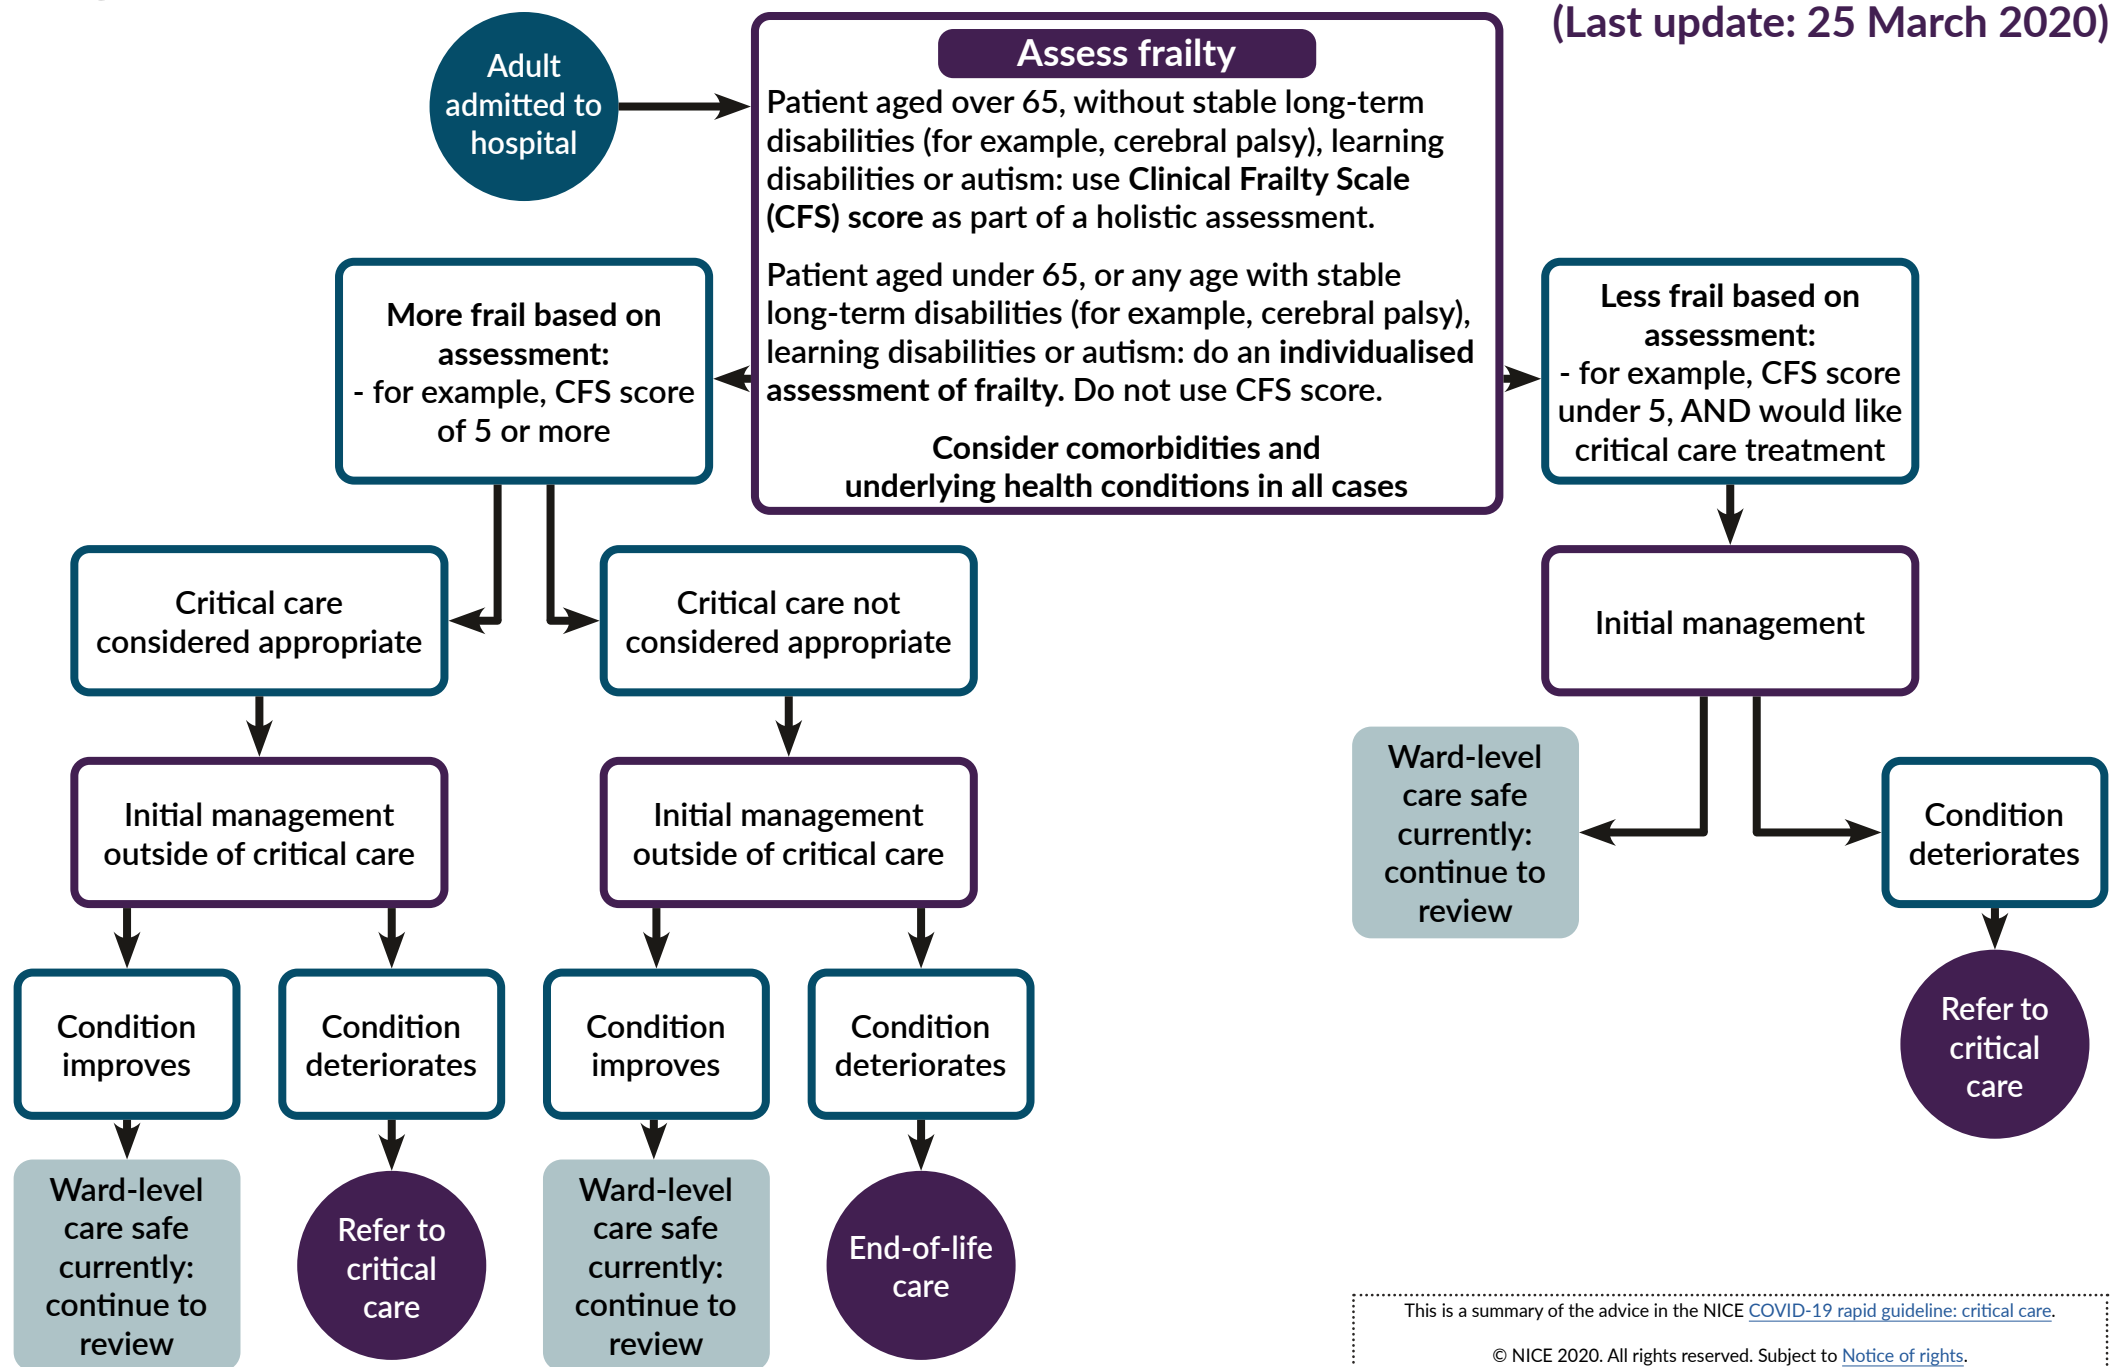 (Last update: 25 March 2020)
Adult
admitted to
hospital
Assess frailty
Patient aged over 65, without stable long-term
disabilities (for example, cerebral palsy), learning
disabilities or autism: use Clinical Frailty Scale
(CFS) score as part of a holistic assessment.
Patient aged under 65, or any age with stable
long-term disabilities (for example, cerebral palsy),
learning disabilities or autism: do an individualised
assessment of frailty. Do not use CFS score.
Consider comorbidities and
underlying health conditions in all cases
More frail based on
assessment:
- for example, CFS score
of 5 or more
Less frail based on
assessment:
- for example, CFS score
under 5, AND would like
critical care treatment
Critical care
considered appropriate
Critical care not
considered appropriate
Initial management
Initial management
outside of critical care
Initial management
outside of critical care
Ward-level
care safe
currently:
continue to
review
Condition
deteriorates
Condition
improves
Condition
deteriorates
Condition
improves
Condition
deteriorates
Refer to
critical
care
Ward-level
care safe
currently:
continue to
review
Refer to
critical
care
Ward-level
care safe
currently:
continue to
review
End-of-life
care
This is a summary of the advice in the NICE COVID-19 rapid guideline: critical care.
© NICE 2020. All rights reserved. Subject to Notice of rights.